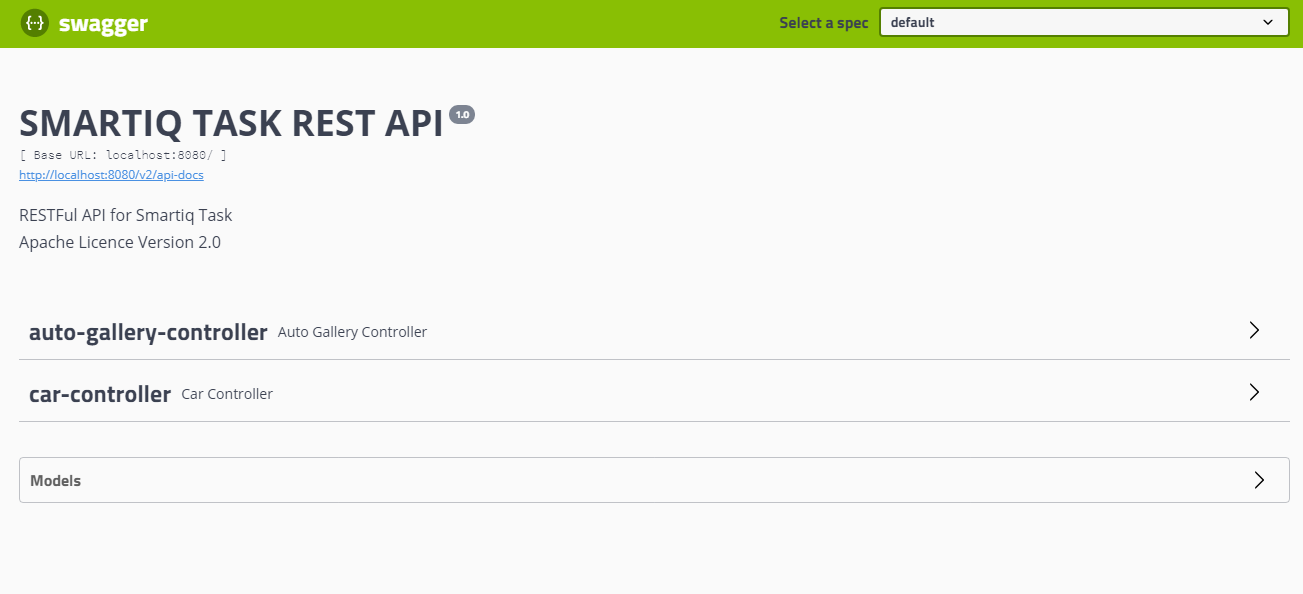 {...} swagger
Select a spec default
SMARTIQ TASK REST API 1.0
[ Base URL: localhost:8080/ ]
http://localhost:8080/v2/api-docs
RESTFul API for Smartiq Task
Apache Licence Version 2.0
auto-gallery-controller Auto Gallery Controller
car-controller Car Controller
Models